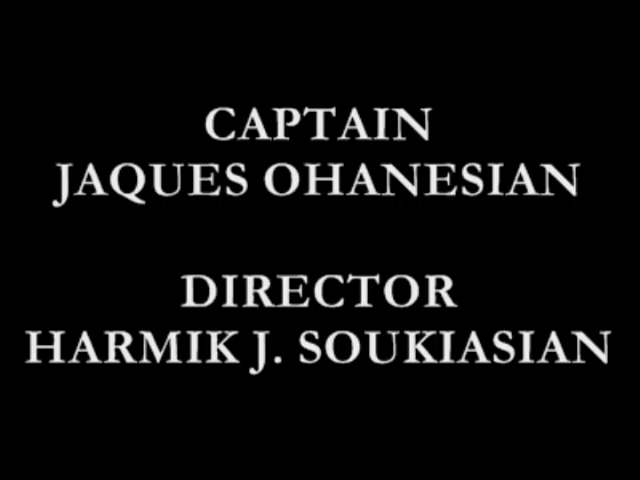 CAPTAIN
JAQUES OHANESIAN
DIRECTOR
HARMIK J. SOUKIASIAN